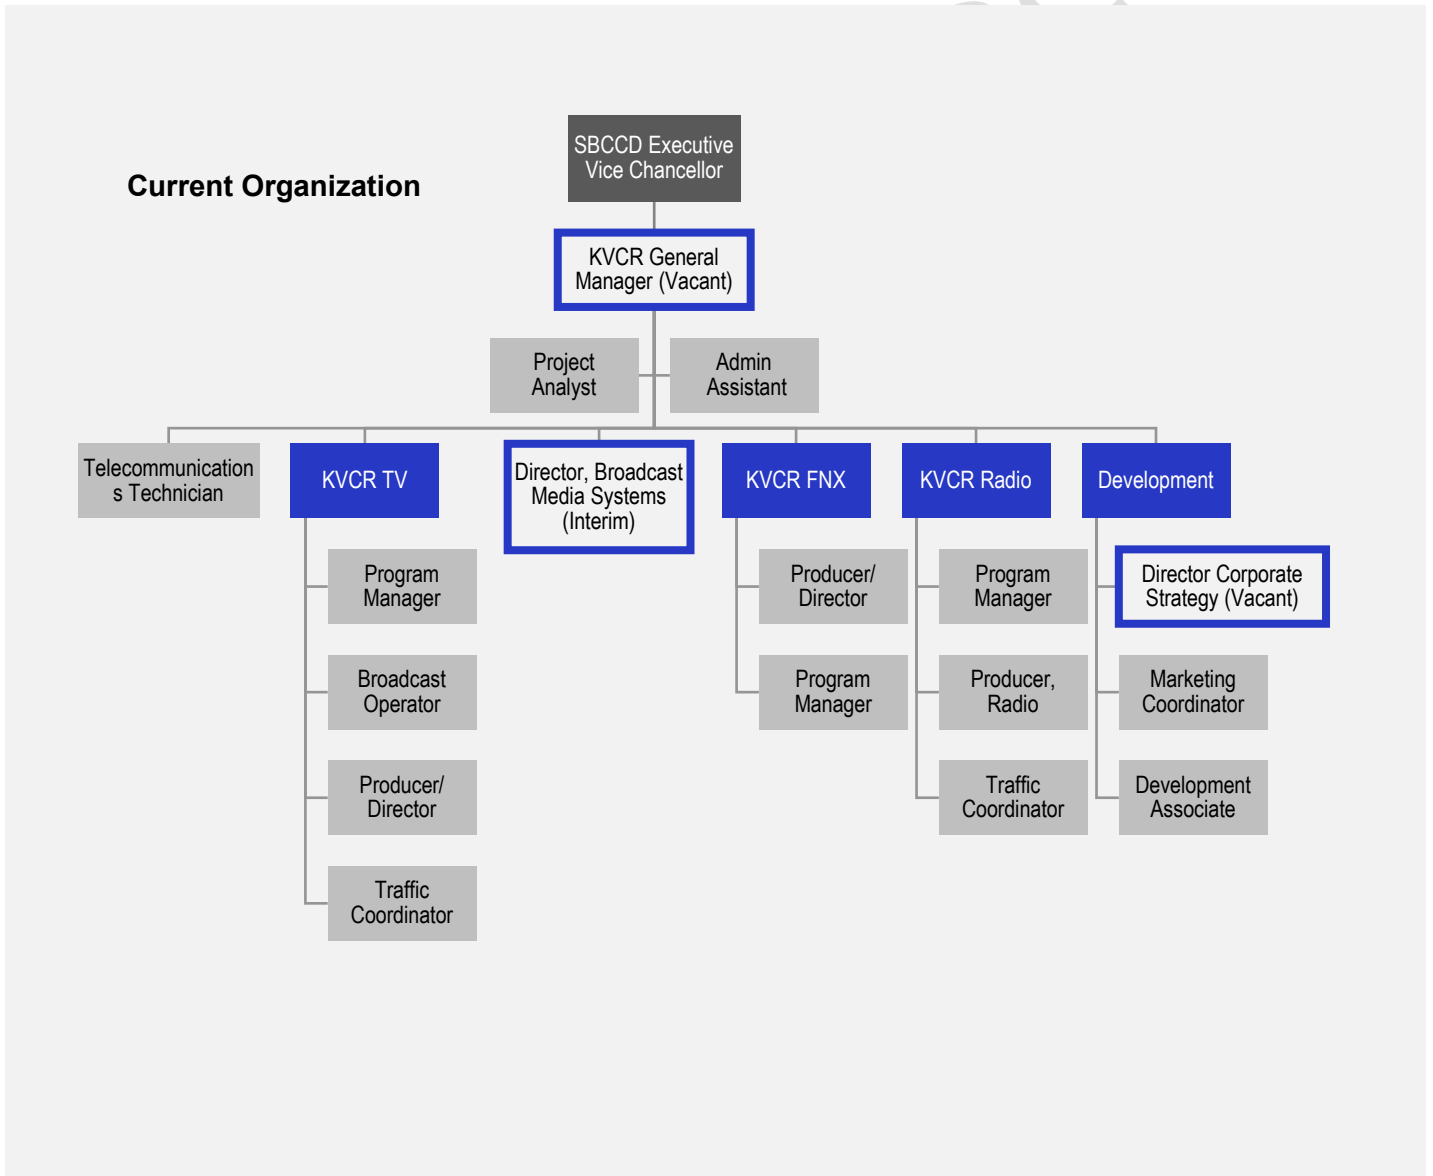 Current Organization
SBCCD Executive
Vice Chancellor
KVCR General
Manager (Vacant)
Project
Analyst
Admin
Assistant
Telecommunication
s Technician
KVCR TV
Director, Broadcast
Media Systems
(Interim)
KVCR FNX
KVCR Radio
Development
Program
Manager
Broadcast
Operator
Producer/
Director
Traffic
Coordinator
Producer/
Director
Program
Manager
Program
Manager
Producer,
Radio
Traffic
Coordinator
Director Corporate
Strategy (Vacant)
Marketing
Coordinator
Development
Associate